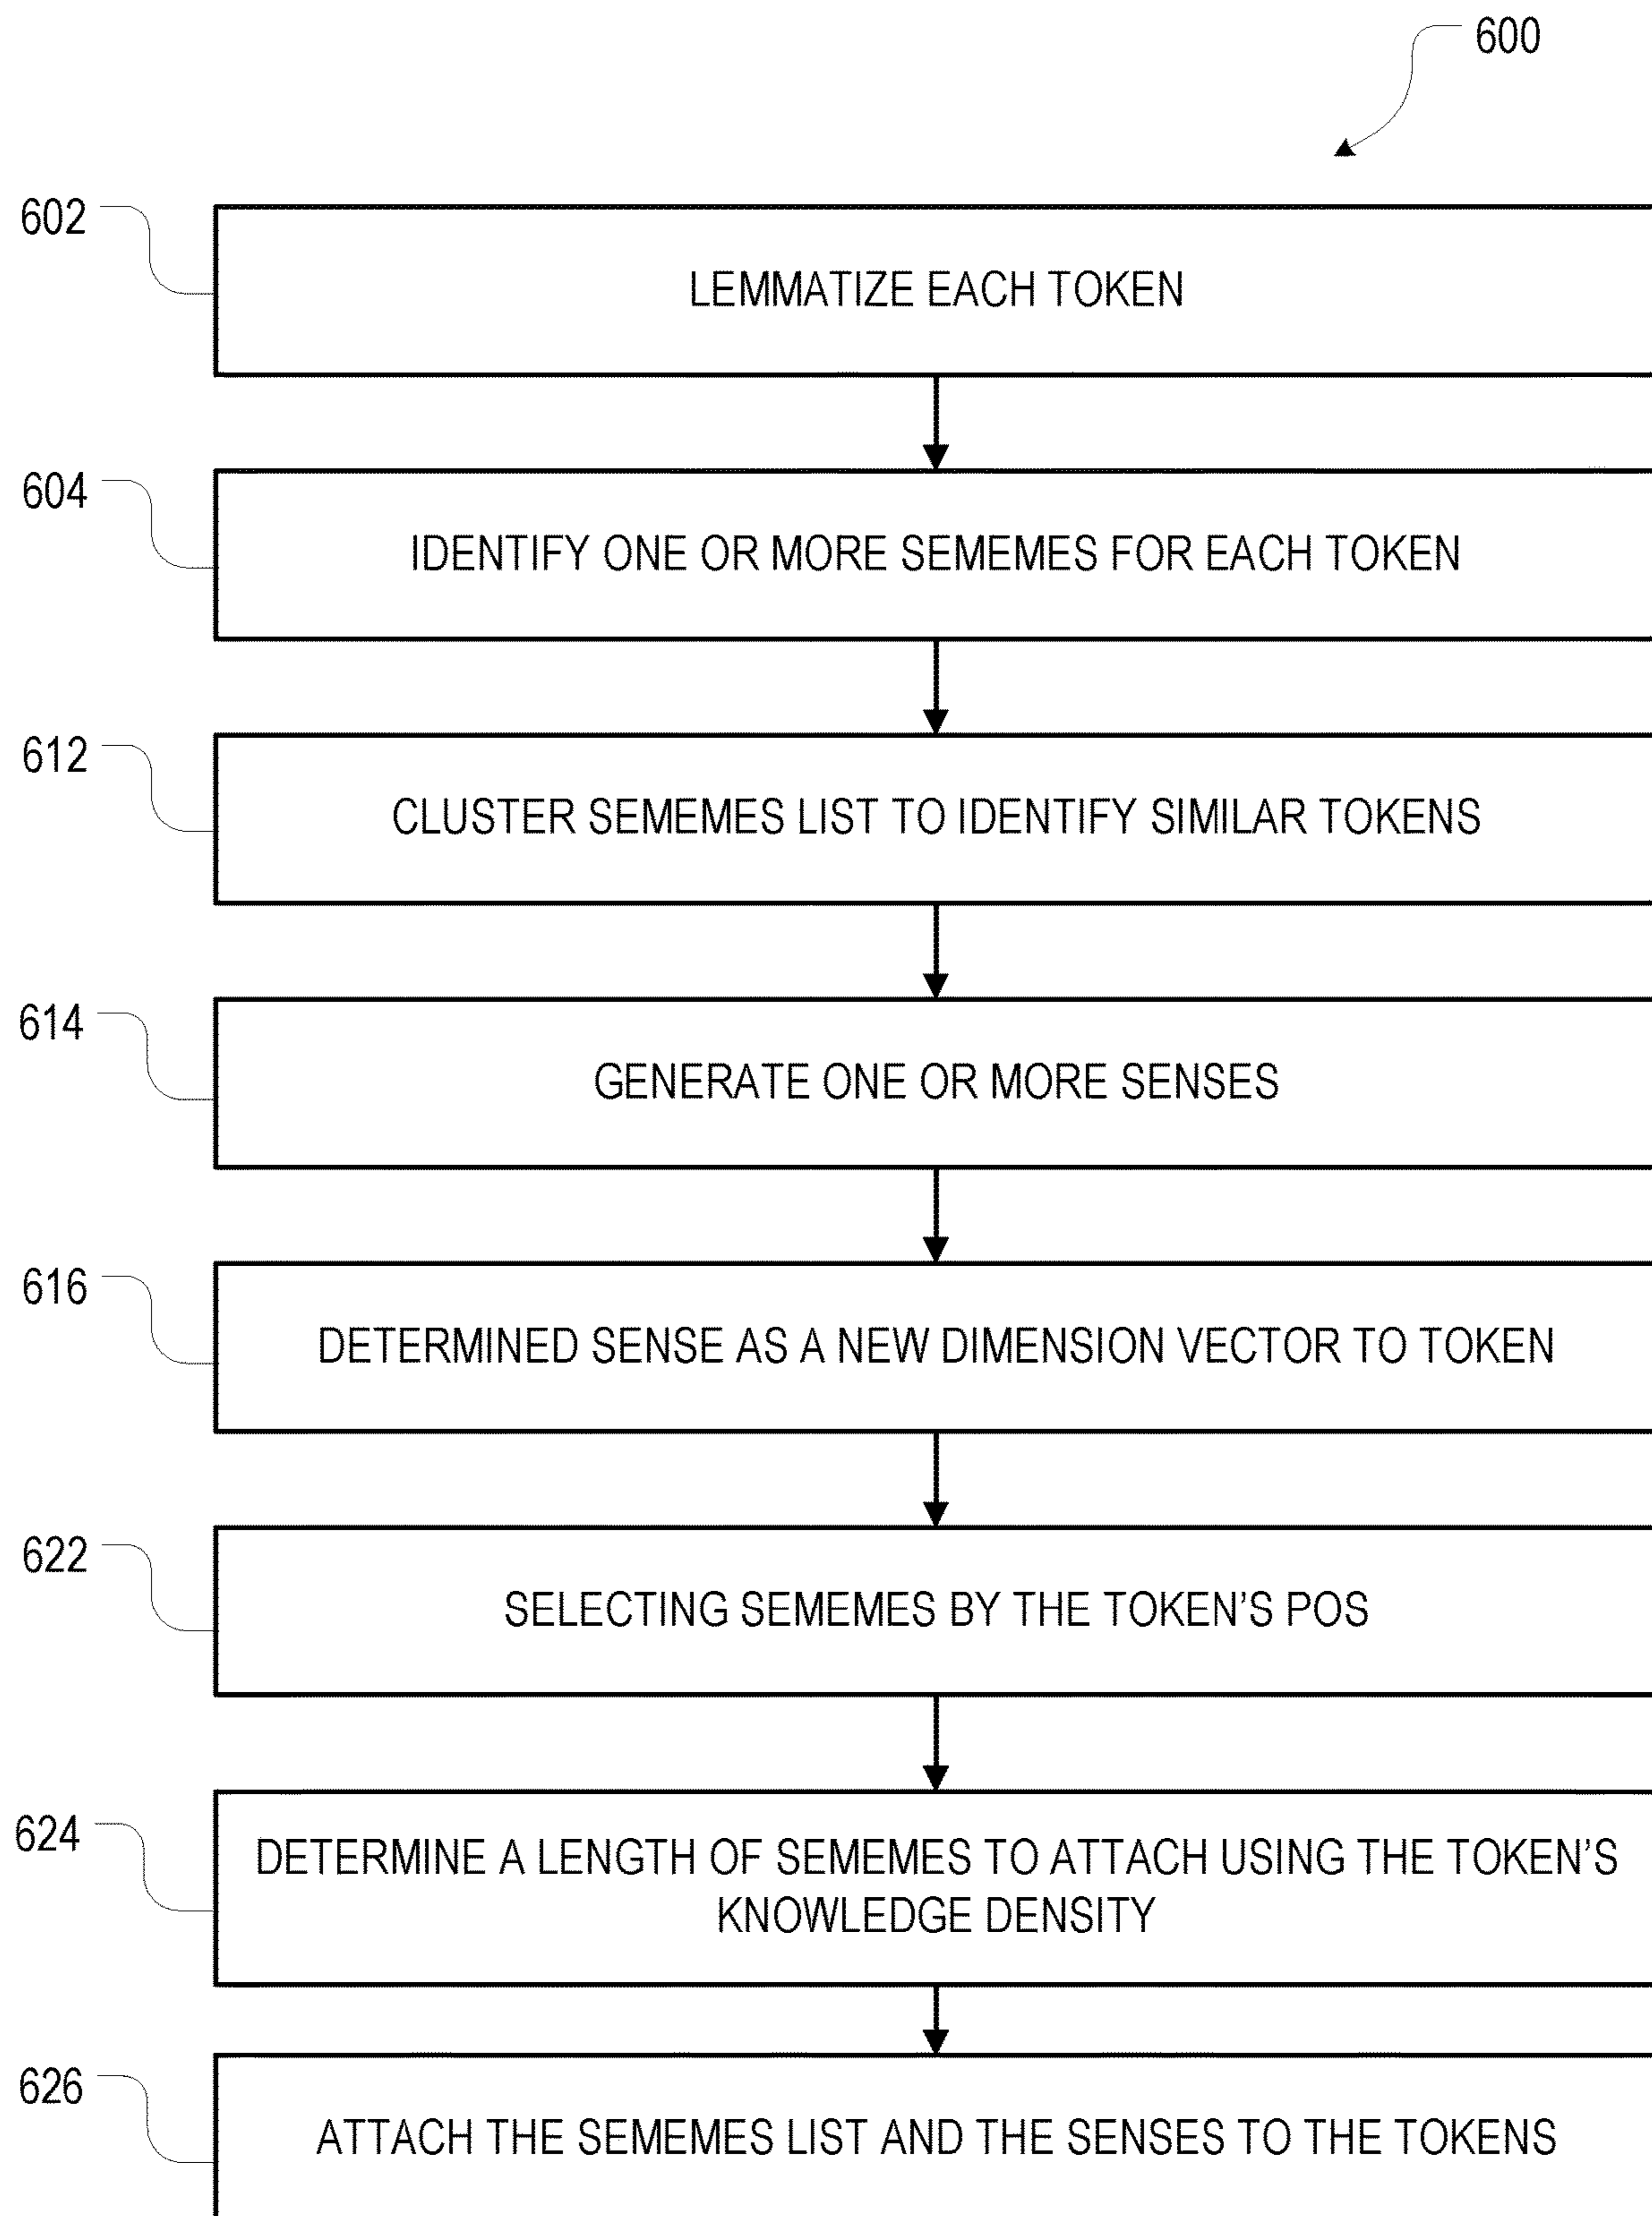 600
602
LEMMATIZE EACH TOKEN
604
IDENTIFY ONE OR MORE SEMEMES FOR EACH TOKEN
612
CLUSTER SEMEMES LIST TO IDENTIFY SIMILAR TOKENS
614
GENERATE ONE OR MORE SENSES
616
DETERMINED SENSE AS A NEW DIMENSION VECTOR TO TOKEN
622
SELECTING SEMEMES BY THE TOKEN'S POS
624
DETERMINE A LENGTH OF SEMEMES TO ATTACH USING THE TOKEN'S
KNOWLEDGE DENSITY
626
ATTACH THE SEMEMES LIST AND THE SENSES TO THE TOKENS